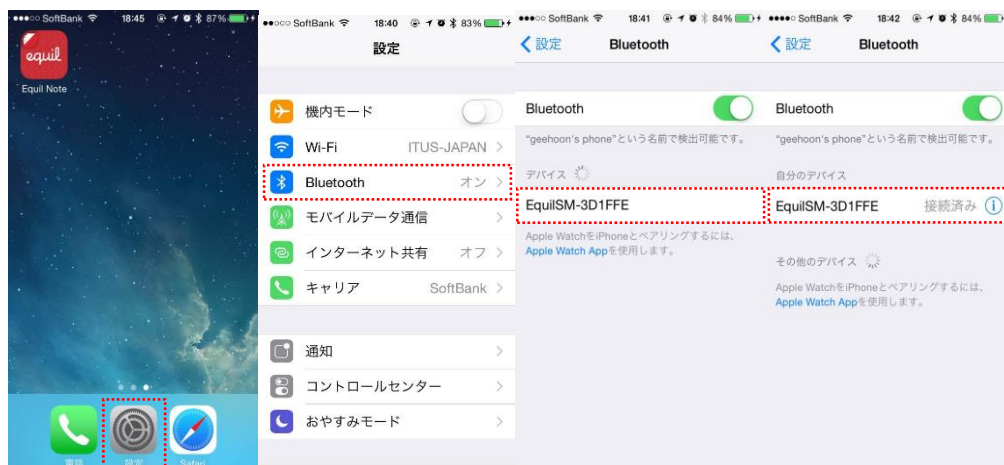 ●●●○○ SoftBank 18:45 87%
equil
Equil Note
電話
設定
Safari
●●○○○ SoftBank 18:40 83%
設定
機内モード
Wi-Fi ITUS-JAPAN
Bluetooth オン
モバイルデータ通信
インターネット共有 オフ
キャリア SoftBank
通知
コントロールセンター
おやすみモード
●●●○○ SoftBank 18:41 84%
設定 Bluetooth
Bluetooth
“geehoon's phone”という名前で検出可能です。
デバイス
EquilSM-3D1FFE
Apple WatchをiPhoneとペアリングするには、
Apple Watch Appを使用します。
●●●●○ SoftBank 18:42 84%
設定 Bluetooth
Bluetooth
“geehoon's phone”という名前で検出可能です。
自分のデバイス
EquilSM-3D1FFE 接続済み
その他のデバイス
Apple WatchをiPhoneとペアリングするには、
Apple Watch Appを使用します。